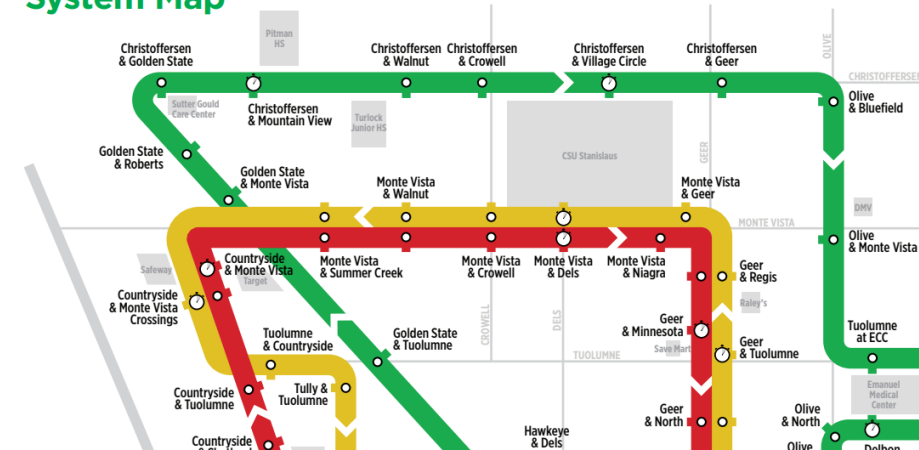 System Map
Pitman
HS
OLIVE
Christoffersen
& Golden State
Christoffersen
& Walnut
Christoffersen
& Crowell
Christoffersen
& Village Circle
Christoffersen
& Geer
CHRISTOFFERSEN
Sutter Gould
Care Center
Christoffersen
& Mountain View
Turlock
Junior HS
Olive
& Bluefield
Golden State
& Roberts
CSU Stanislaus
GEER
Golden State
& Monte Vista
Monte Vista
& Walnut
Monte Vista
& Geer
DMV
MONTE VISTA
Olive
& Monte Vista
Safeway
Countryside
& Monte Vista
Target
Monte Vista
& Summer Creek
Monte Vista
& Crowell
Monte Vista
& Dels
Monte Vista
& Niagra
Geer
& Regis
Countryside
& Monte Vista
Crossings
Raley's
CROWELL
DELS
Geer
& Minnesota
Tuolumne
& Countryside
Golden State
& Tuolumne
TUOLUMNE
Save Mart
Geer
& Tuolumne
Tuolumne
at ECC
Countryside
& Tuolumne
Tully &
Tuolumne
Emanuel
Medical
Center
Geer
& North
Olive
& North
Hawkeye
& Dels
Countryside
Olive